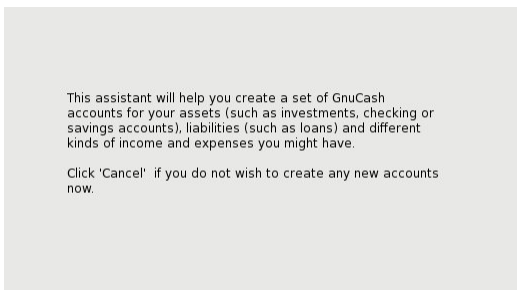 This assistant will help you create a set of GnuCash
accounts for your assets (such as investments, checking or
savings accounts), liabilities (such as loans) and different
kinds of income and expenses you might have.
Click 'Cancel'  if you do not wish to create any new accounts
now.